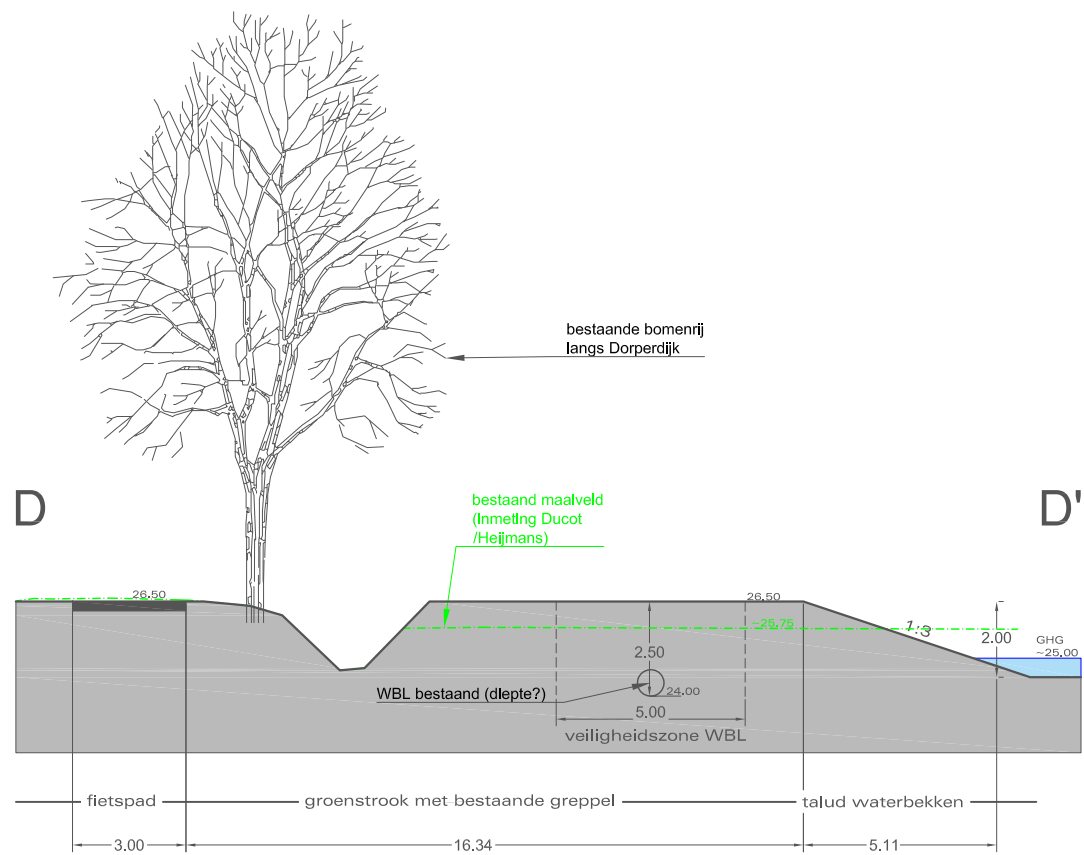 bestaande bomenrij
langs Dorperdijk
D
D'
bestaand maaiveld
(inmeting Ducot
/Heijmans)
26.50
26.50
~25.75
1:3
2.00
GHG
~25.00
2.50
WBL bestaand (diepte?)
24.00
5.00
veiligheidszone WBL
fietspad
groenstrook met bestaande greppel
talud waterbekken
3.00
16.34
5.11